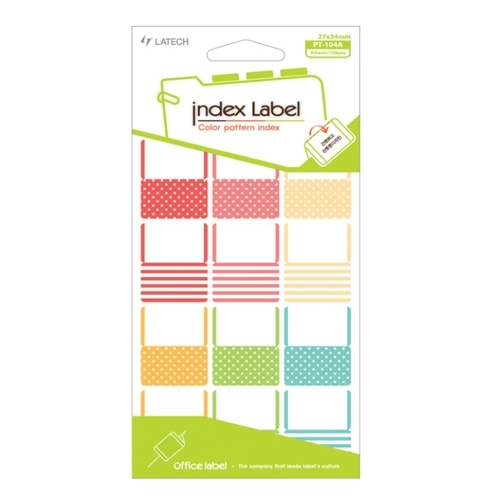 LATECH
27x34mm
PT-104A
Index Label
Color pattern index
Office label
• The company that leads label's culture